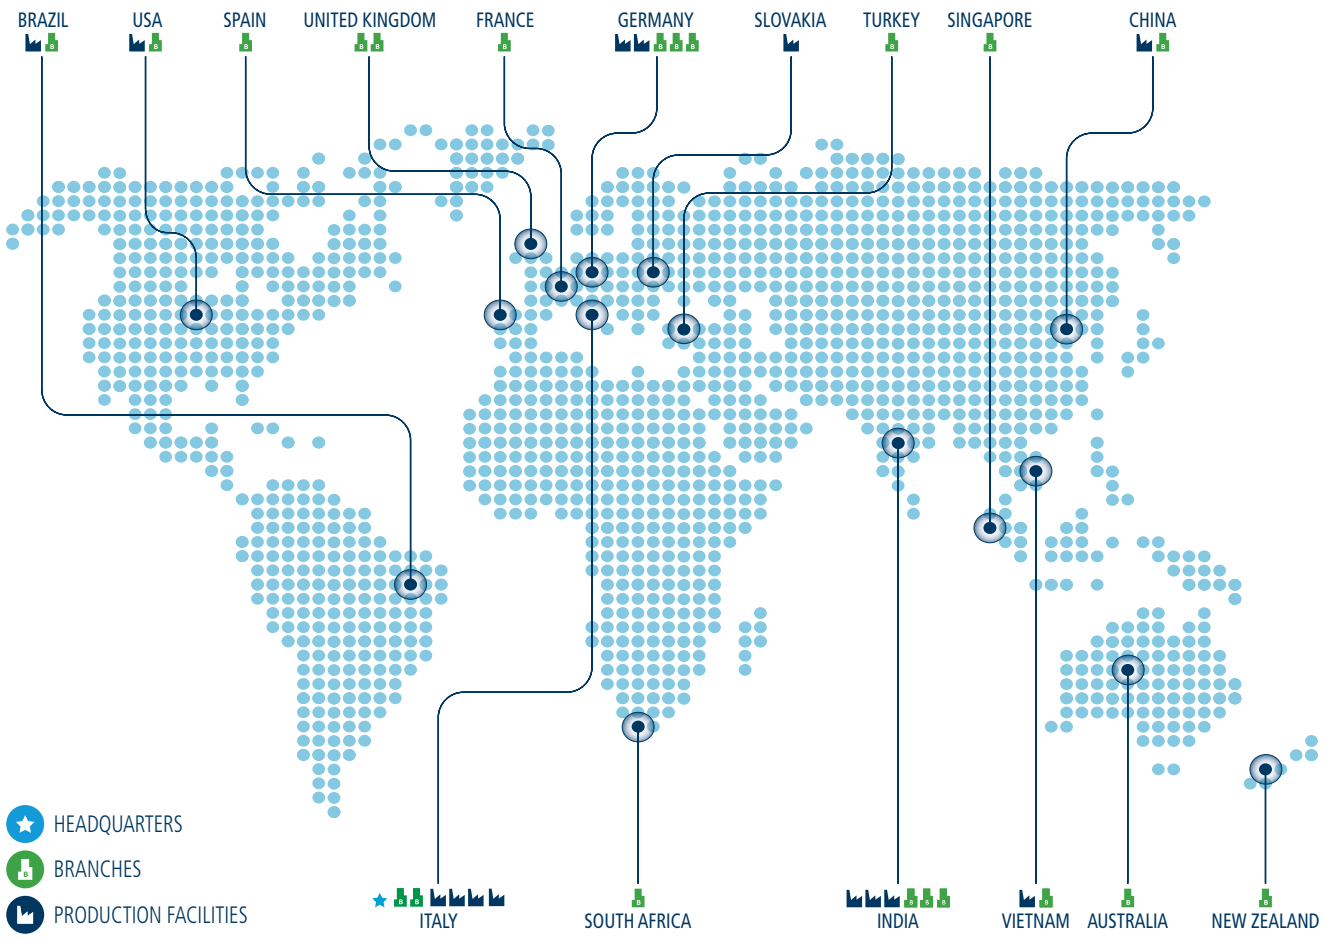 BRAZIL USA SPAIN UNITED KINGDOM FRANCE GERMANY SLOVAKIA TURKEY SINGAPORE CHINA
B B B B B B B B B B B B
HEADQUARTERS
B BRANCHES
PRODUCTION FACILITIES
B B B B B B B B B
ITALY SOUTH AFRICA INDIA VIETNAM AUSTRALIA NEW ZEALAND